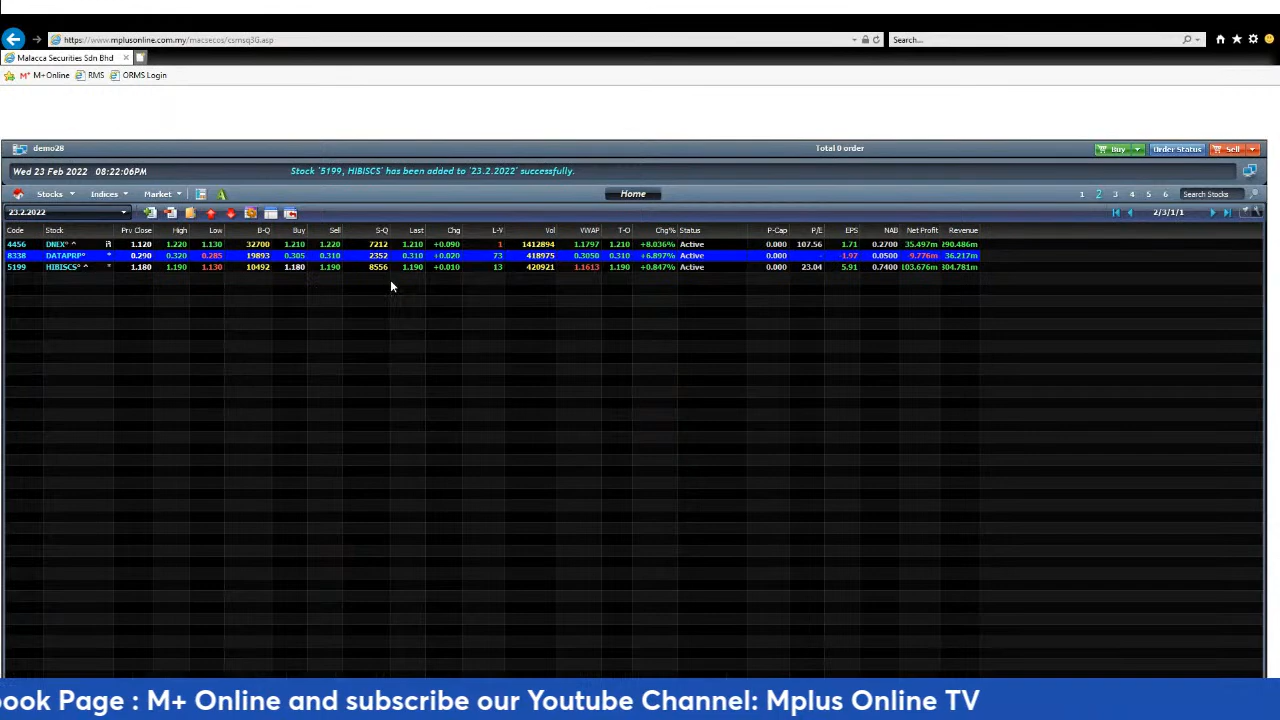 https://www.mplusonline.com.my/macsecos/csmsq3G.asp
Search...
Malacca Securities Sdn Bhd
M+Online RMS ORMS Login
demo28 Total 0 order Buy Order Status Sell
Wed 23 Feb 2022 08:22:06PM Stock '5199, HIBISCS' has been added to '23.2.2022' successfully.
Stocks Indices Market A Home 1 2 3 4 5 6 Search Stocks
23.2.2022 2/3/1/1
Code Stock Prv Close High Low B-Q Buy Sell S-Q Last Chg L-V Vol VWAP T-O Chg% Status P-Cap P/E EPS NAB Net Profit Revenue
4456 DNEX° ^ 1.120 1.220 1.130 32700 1.210 1.220 7212 1.210 +0.090 1 1412894 1.1797 1.210 +8.036% Active 0.000 107.56 1.71 0.2700 35.497m 290.486m
8338 DATAPRP° * 0.290 0.320 0.285 19893 0.305 0.310 2352 0.310 +0.020 73 418975 0.3050 0.310 +6.897% Active 0.000 - -1.97 0.0500 -9.776m 36.217m
5199 HIBISCS° ^ * 1.180 1.190 1.130 10492 1.180 1.190 8556 1.190 +0.010 13 420921 1.1613 1.190 +0.847% Active 0.000 23.04 5.91 0.7400 103.676m 304.781m
ook Page : M+ Online and subscribe our Youtube Channel: Mplus Online TV